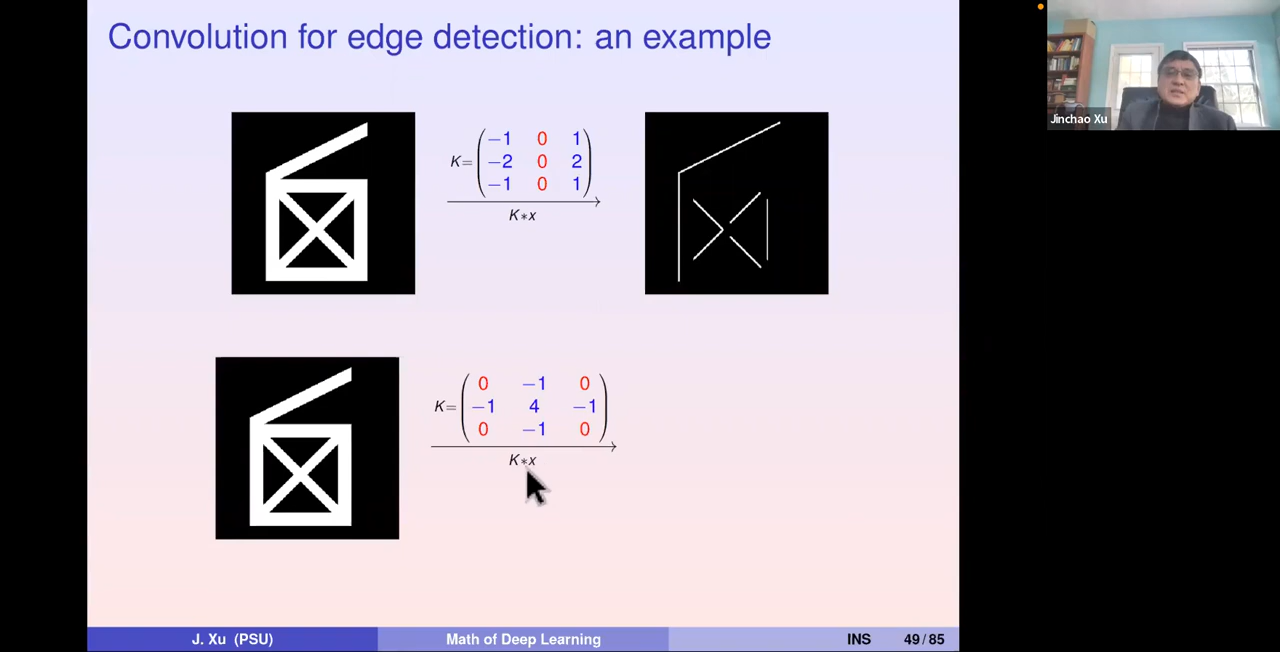 Convolution for edge detection: an example
Jinchao Xu
K= (−1 0 1
−2 0 2
−1 0 1)
K∗x
K= (0 −1 0
−1 4 −1
0 −1 0)
K∗x
J. Xu (PSU) Math of Deep Learning INS 49 / 85